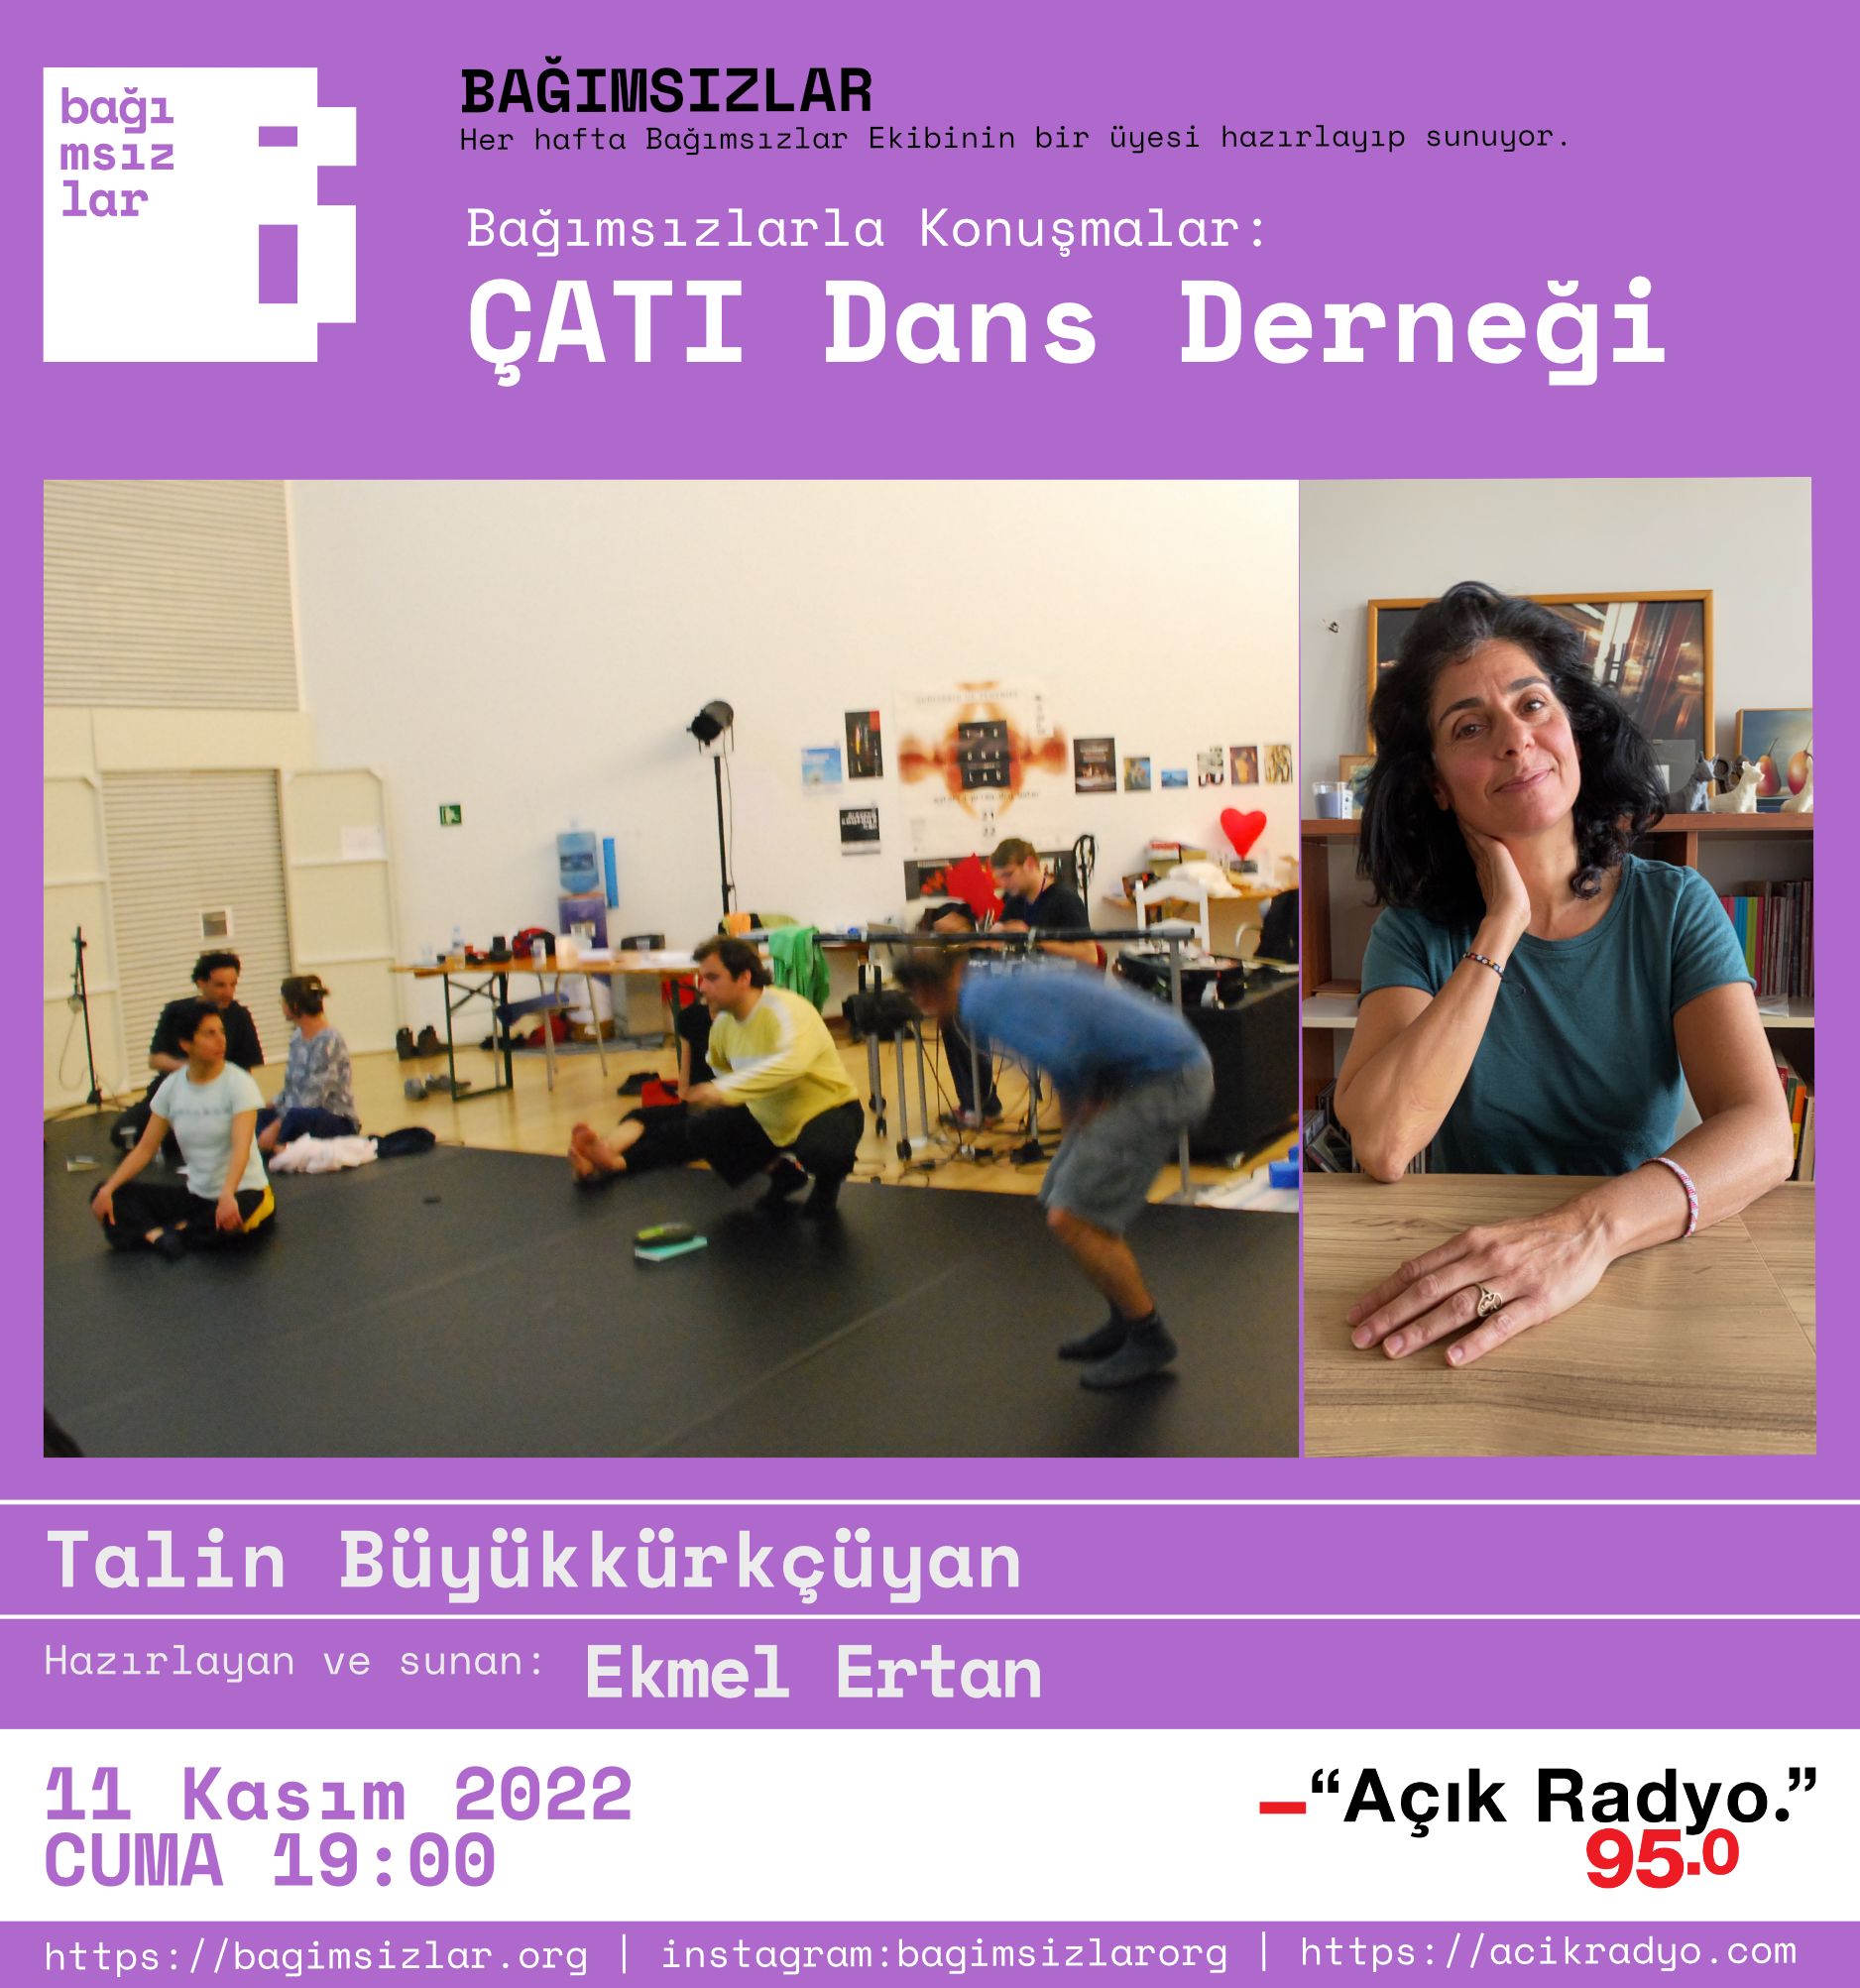 bağı
msız
lar
BAĞIMSIZLAR
Her hafta Bağımsızlar Ekibinin bir üyesi hazırlayıp sunuyor.
Bağımsızlarla Konuşmalar:
ÇATI Dans Derneği
21
22
Talin Büyükkürkçüyan
Hazırlayan ve sunan: Ekmel Ertan
11 Kasım 2022
CUMA 19:00
–“Açık Radyo.”
95.0
https://bagimsizlar.org | instagram:bagimsizlarorg | https://acikradyo.com